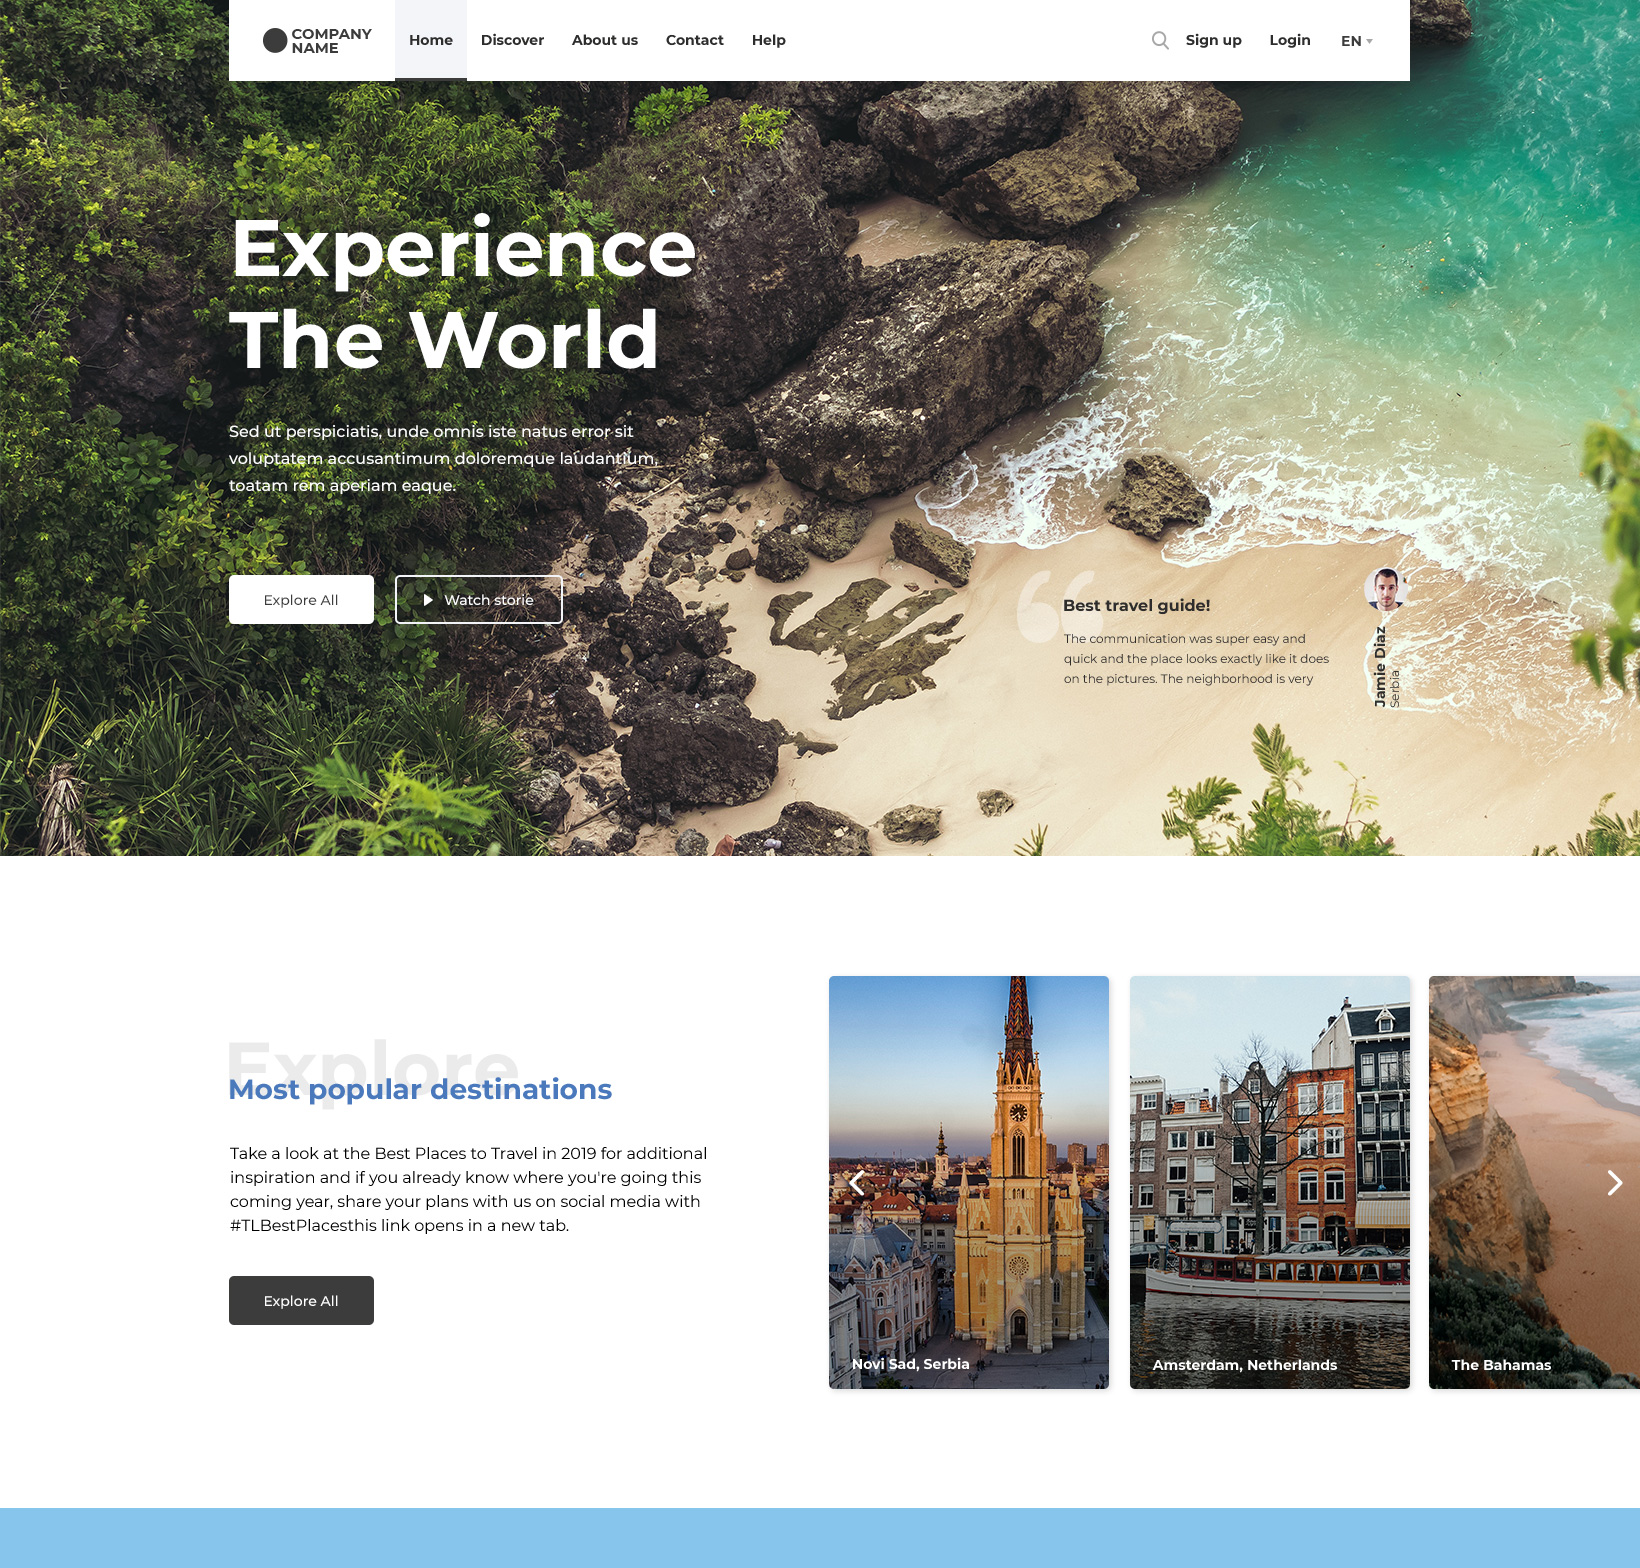 COMPANY
NAME
Home
Discover
About us
Contact
Help
Sign up
Login
EN
Experience
The World
Sed ut perspiciatis, unde omnis iste natus error sit
voluptatem accusantimum doloremque laudantium,
toatam rem aperiam eaque.
Explore All
Watch storie
“
Best travel guide!
The communication was super easy and
quick and the place looks exactly like it does
on the pictures. The neighborhood is very
Jamie Diaz
Serbia
Explore
Most popular destinations
Take a look at the Best Places to Travel in 2019 for additional
inspiration and if you already know where you're going this
coming year, share your plans with us on social media with
#TLBestPlacesthis link opens in a new tab.
Explore All
Novi Sad, Serbia
Amsterdam, Netherlands
The Bahamas